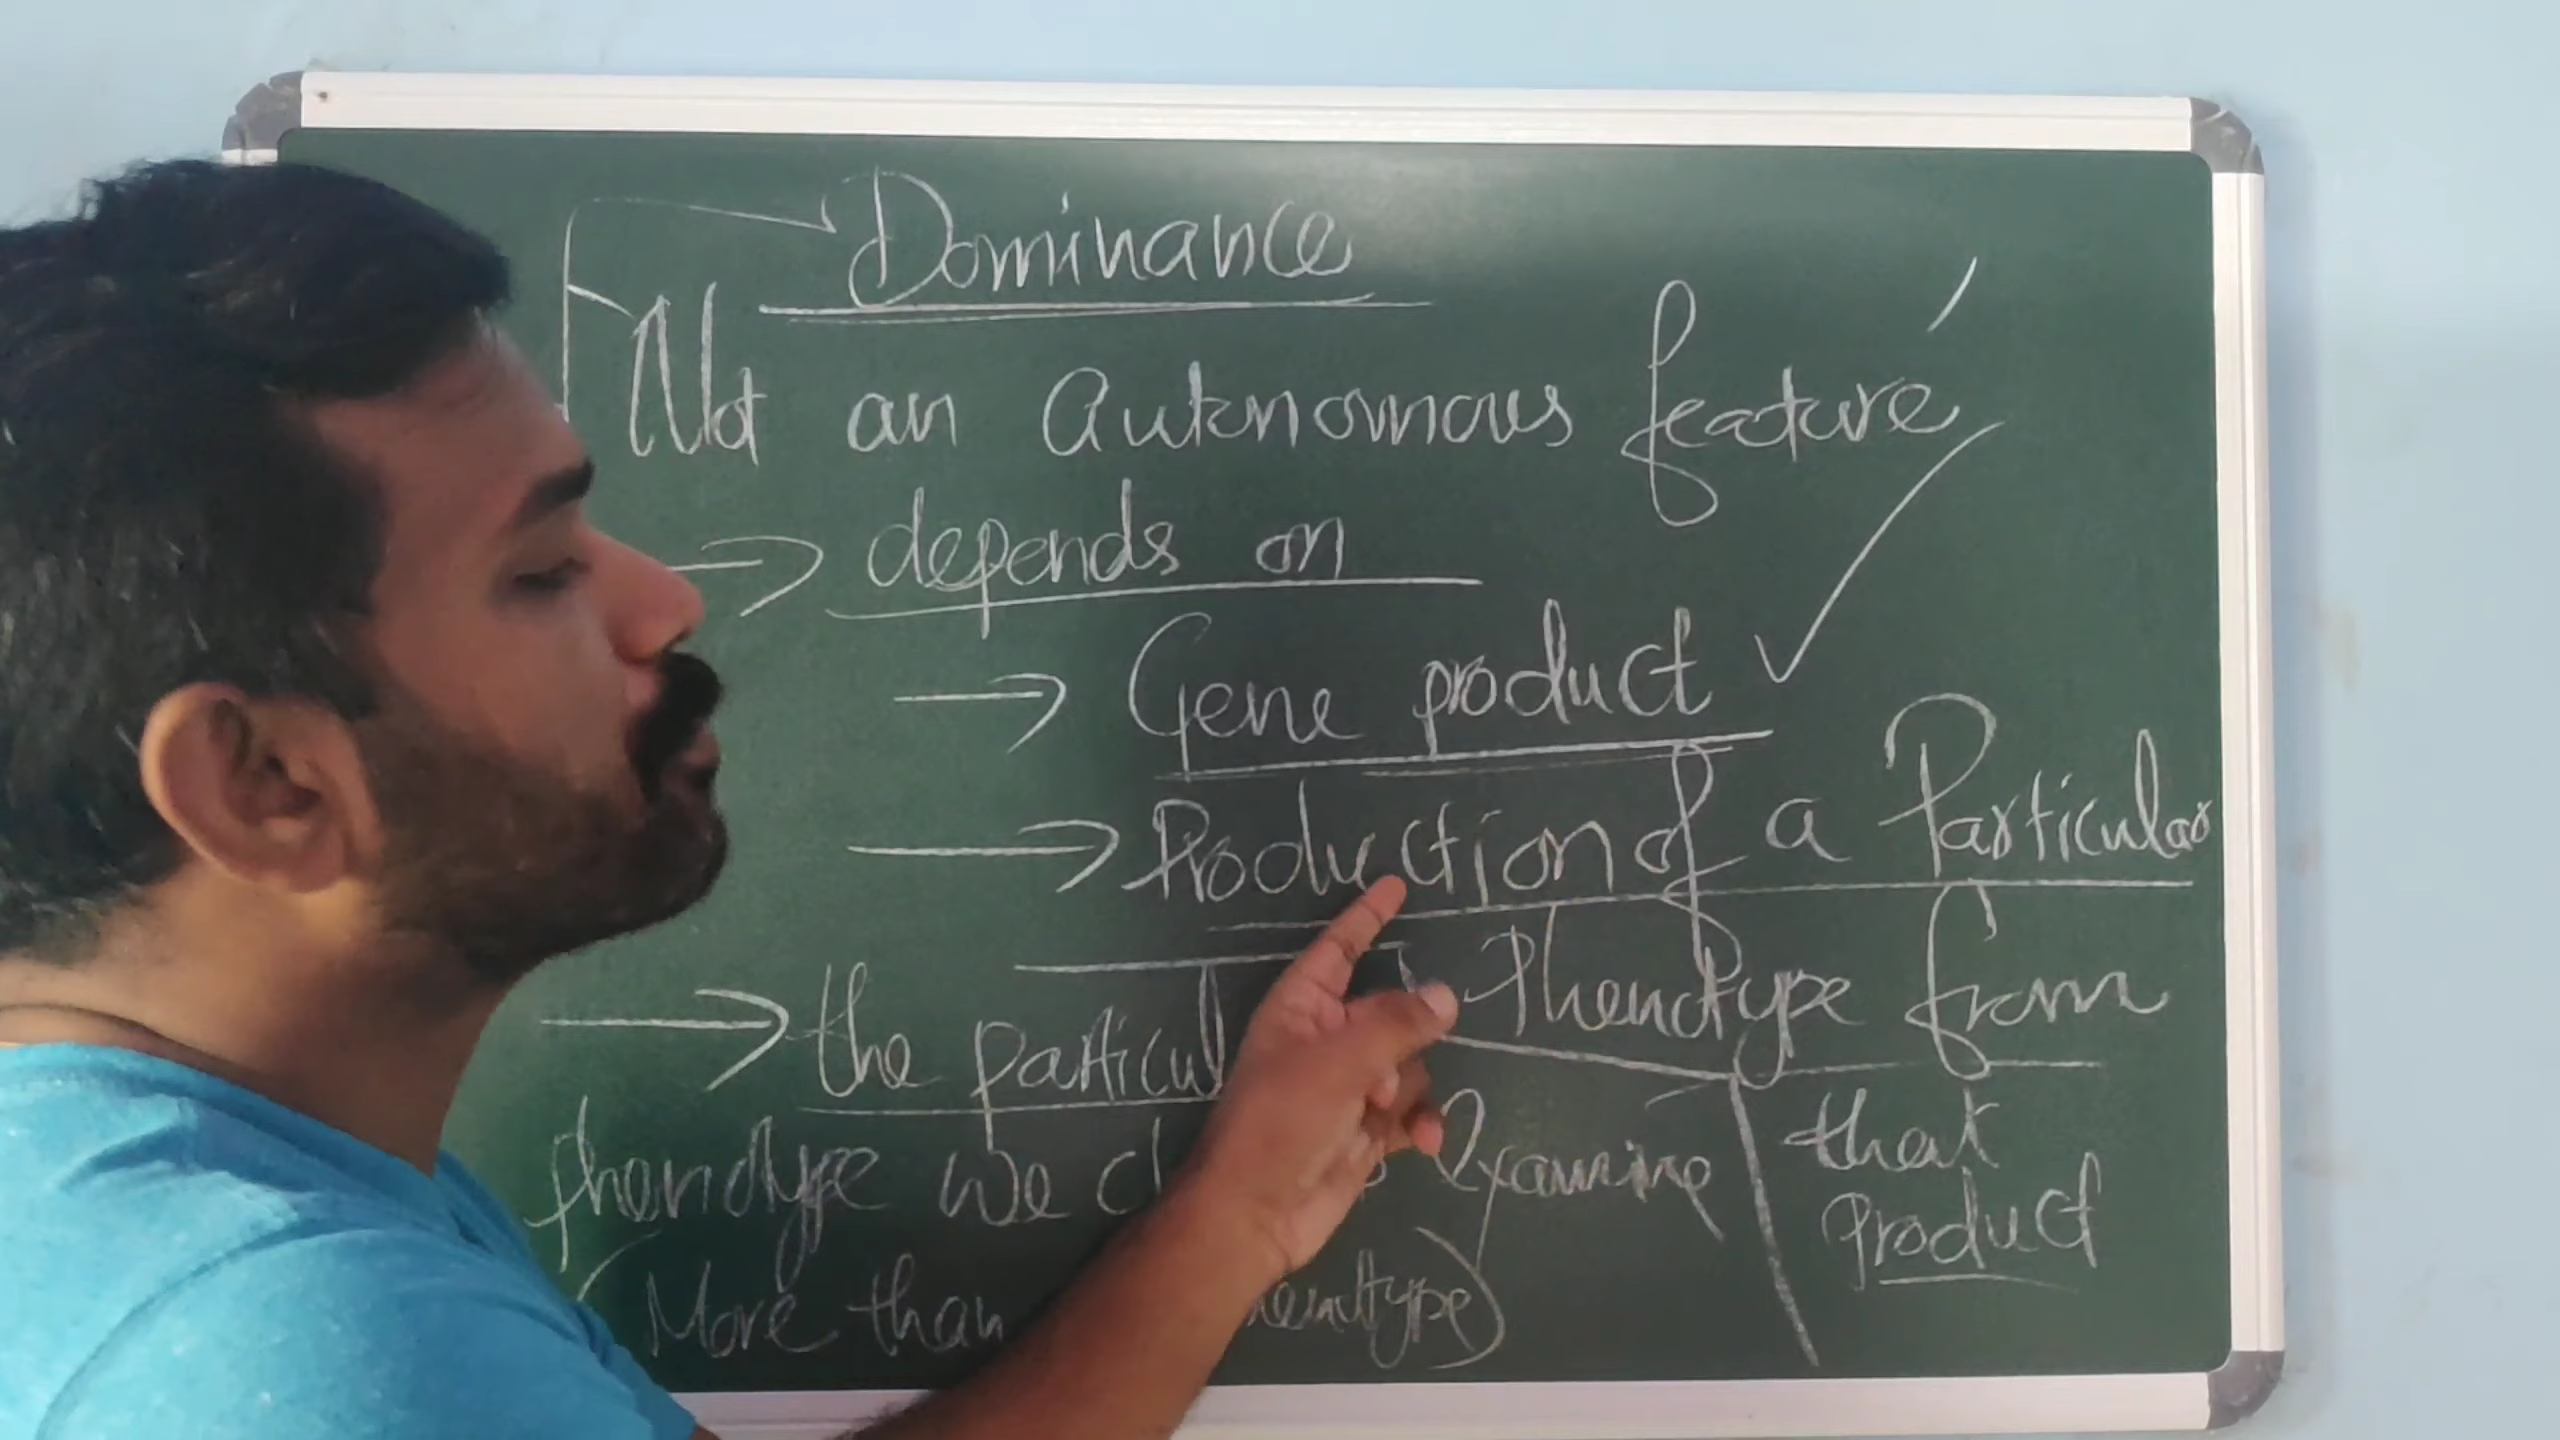 Dominance
Not an autonomous feature
depends on
Gene product
Production of a Particular
Phenotype from
that
product
the particul
phenotype we examine
(More than phenotype)